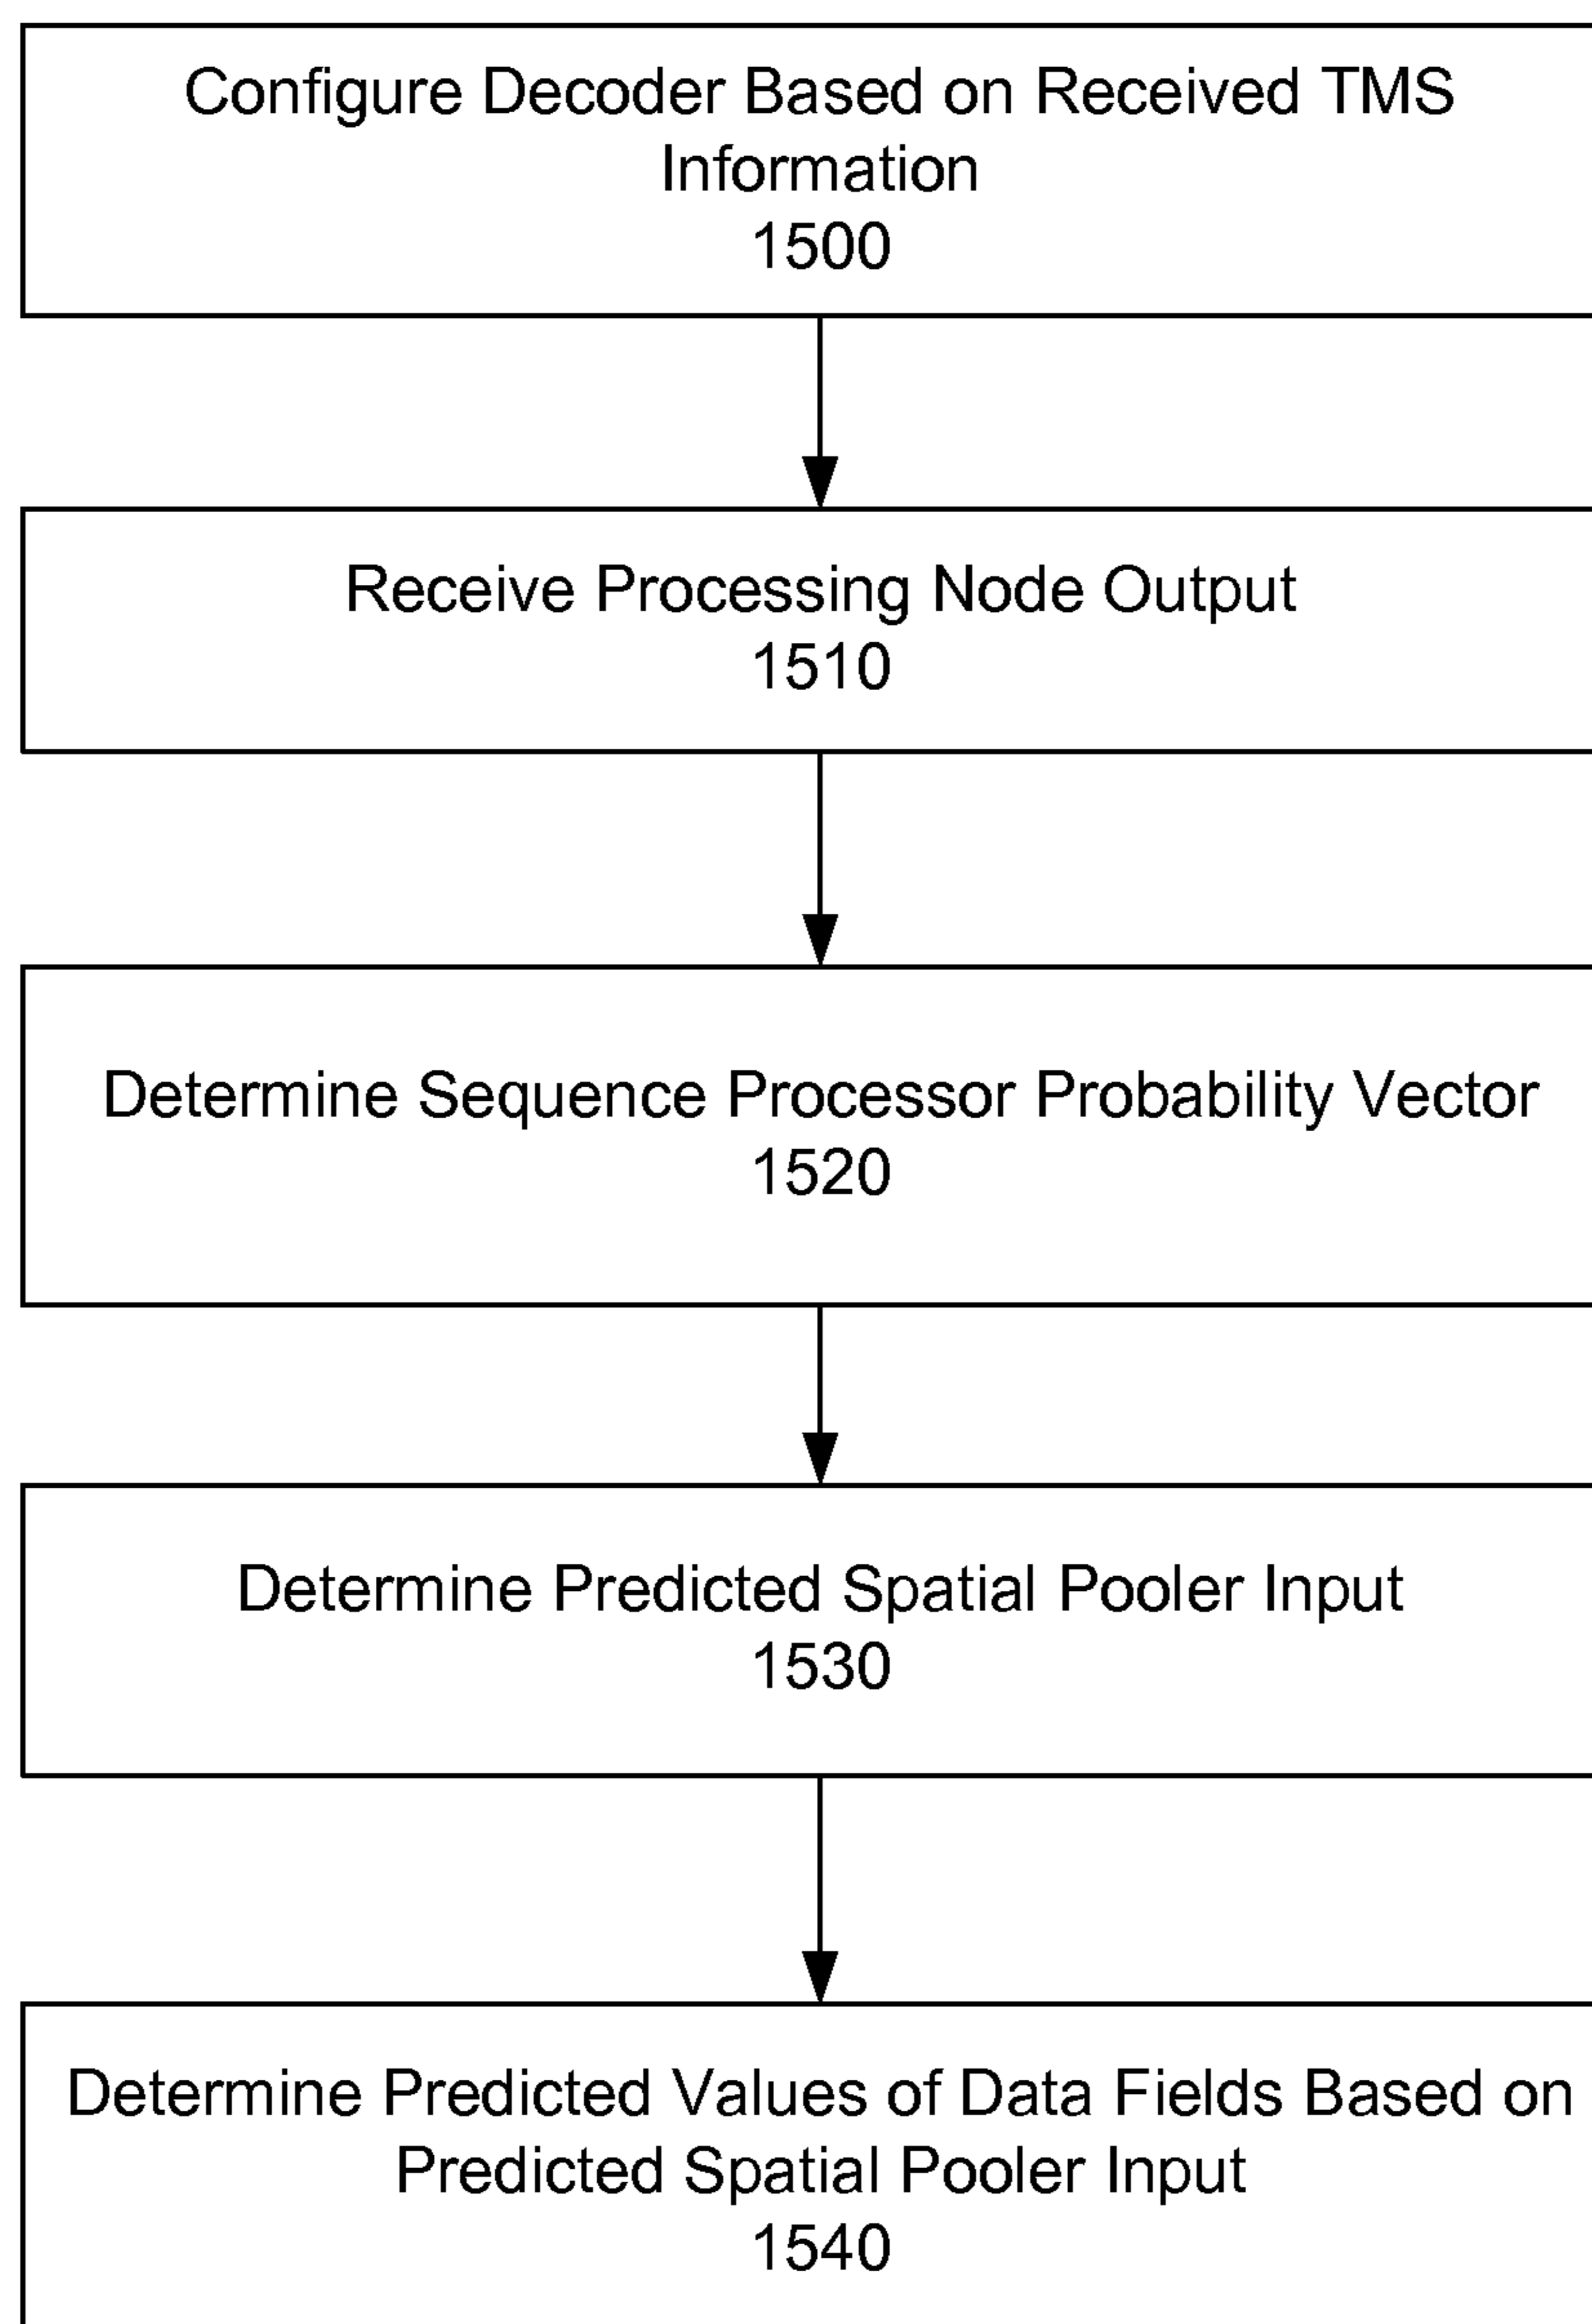 Configure Decoder Based on Received TMS
Information
1500
Receive Processing Node Output
1510
Determine Sequence Processor Probability Vector
1520
Determine Predicted Spatial Pooler Input
1530
Determine Predicted Values of Data Fields Based on
Predicted Spatial Pooler Input
1540